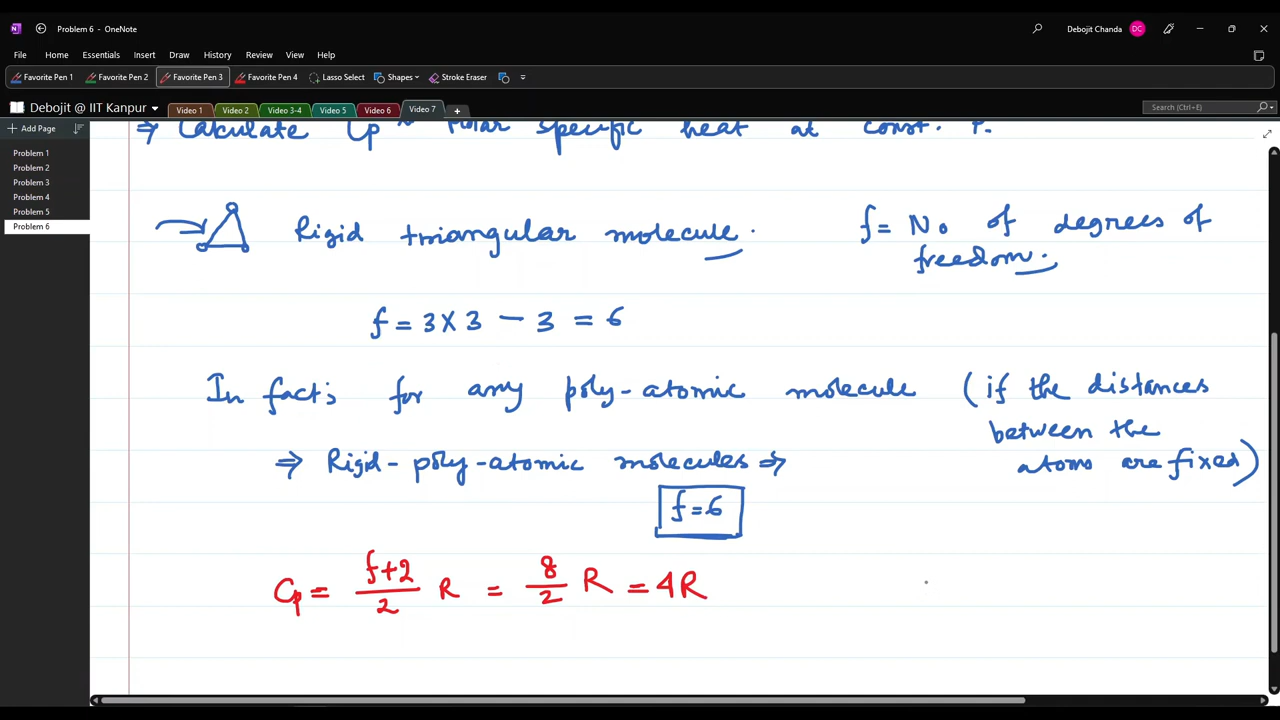 Problem 6 - OneNote
Debojit Chanda DC
File Home Essentials Insert Draw History Review View Help
Favorite Pen 1 Favorite Pen 2 Favorite Pen 3 Favorite Pen 4 Lasso Select Shapes Stroke Eraser
Debojit @ IIT Kanpur Video 1 Video 2 Video 3-4 Video 5 Video 6 Video 7 +
Search (Ctrl+E)
Add Page
Problem 1
Problem 2
Problem 3
Problem 4
Problem 5
Problem 6
⇒ Calculate Cp ~ Molar specific heat at const. P.
Rigid triangular molecule.
f = No of degrees of
freedom.
f = 3 X 3 - 3 = 6
In fact; for any poly-atomic molecule (if the distances
between the
atoms are fixed)
⇒ Rigid-poly-atomic molecules ⇒
f = 6
Cp = f+2/2 R = 8/2 R = 4R